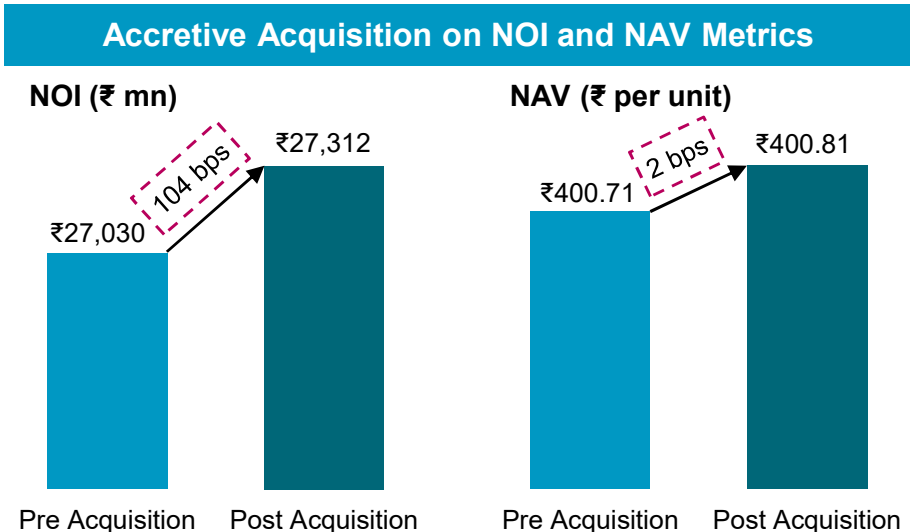 Accretive Acquisition on NOI and NAV Metrics
NOI (₹ mn)
104 bps
₹27,030
₹27,312
Pre Acquisition
Post Acquisition
NAV (₹ per unit)
2 bps
₹400.71
₹400.81
Pre Acquisition
Post Acquisition